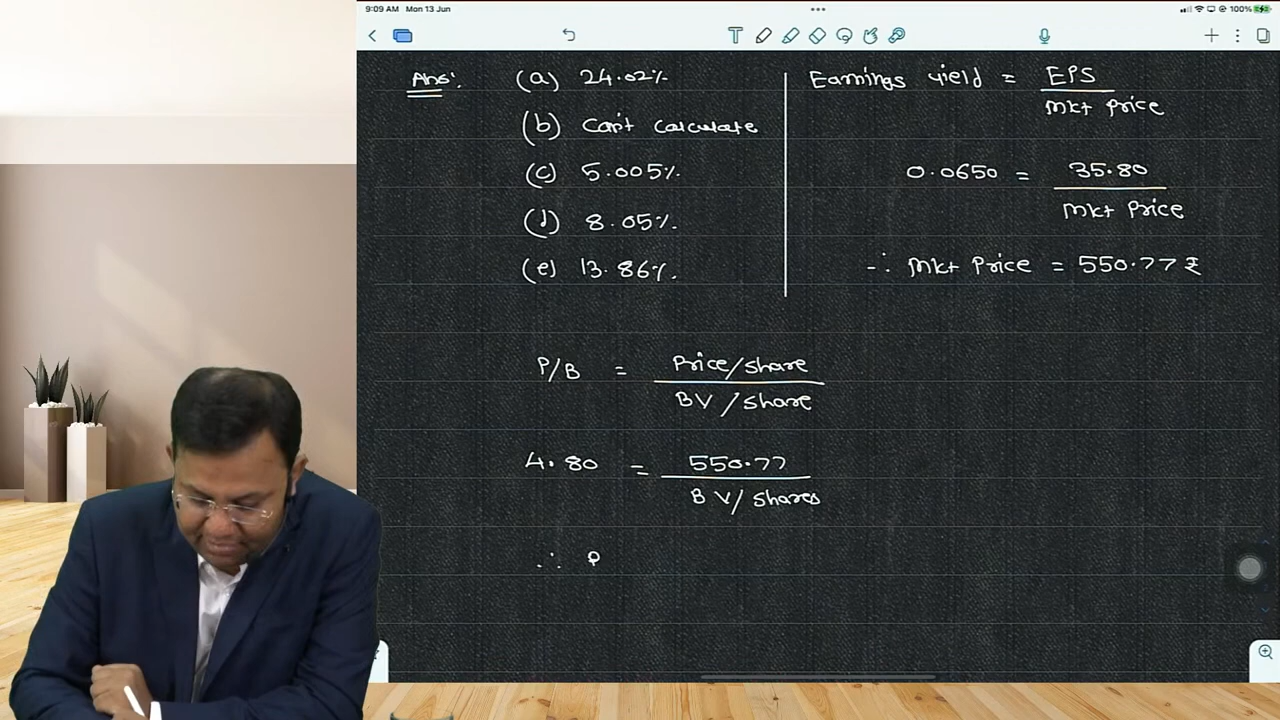 9:09 AM Mon 13 Jun
100%
T
Ans:
(a) 24.02%
(b) Can't Calculate
(c) 5.005%
(d) 8.05%
(e) 13.86%
Earnings yield = EPS
Mkt Price
0.0650 = 35.80
Mkt Price
∴ Mkt Price = 550.77 ₹
P/B = Price/share
BV/share
4.80 = 550.77
BV/shares
∴ B